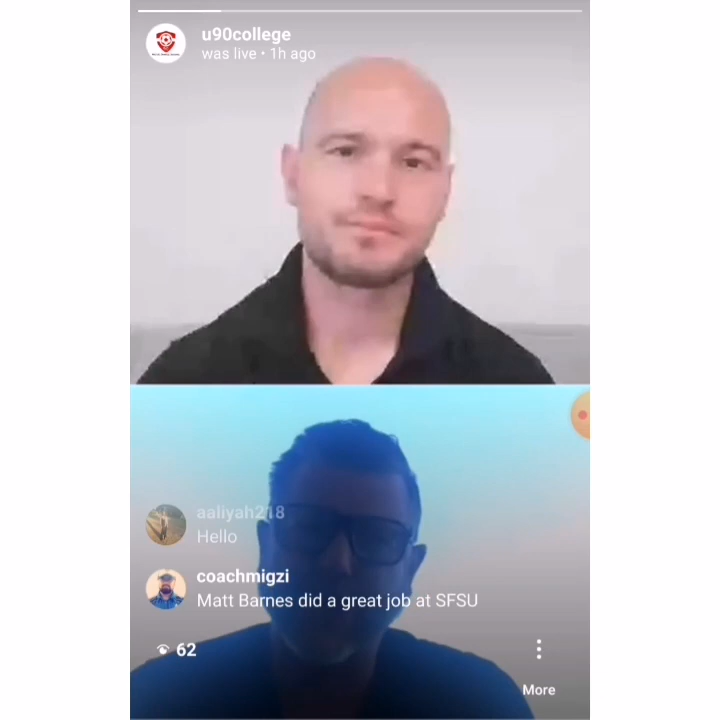 u90college
was live • 1h ago
aaliyah218
Hello
coachmigzi
Matt Barnes did a great job at SFSU
62
More